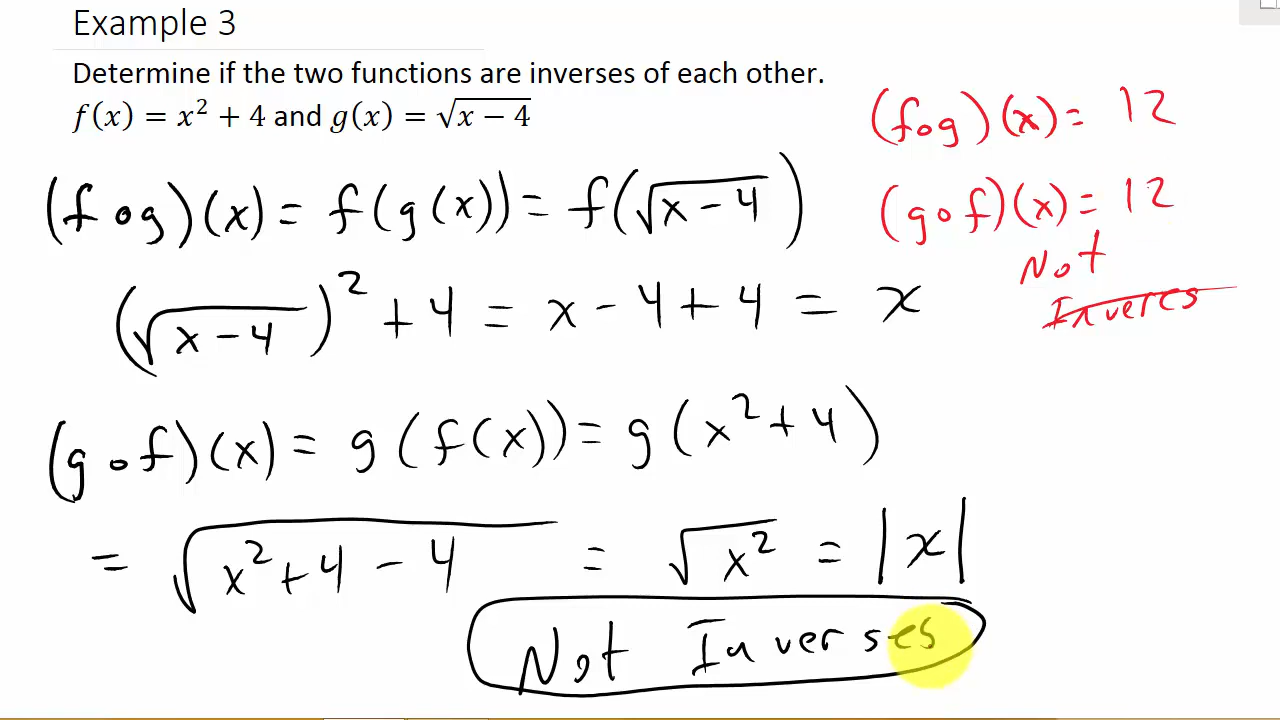 Example 3
Determine if the two functions are inverses of each other.
f(x) = x² + 4 and g(x) = √(x − 4)
(f∘g)(x) = f(g(x)) = f(√(x − 4))
(√(x − 4))² + 4 = x − 4 + 4 = x
(g∘f)(x) = g(f(x)) = g(x² + 4)
= √(x² + 4 − 4) = √(x²) = |x|
Not Inverses
(f∘g)(x) = 12
(g∘f)(x) = 12
Not
Inveres